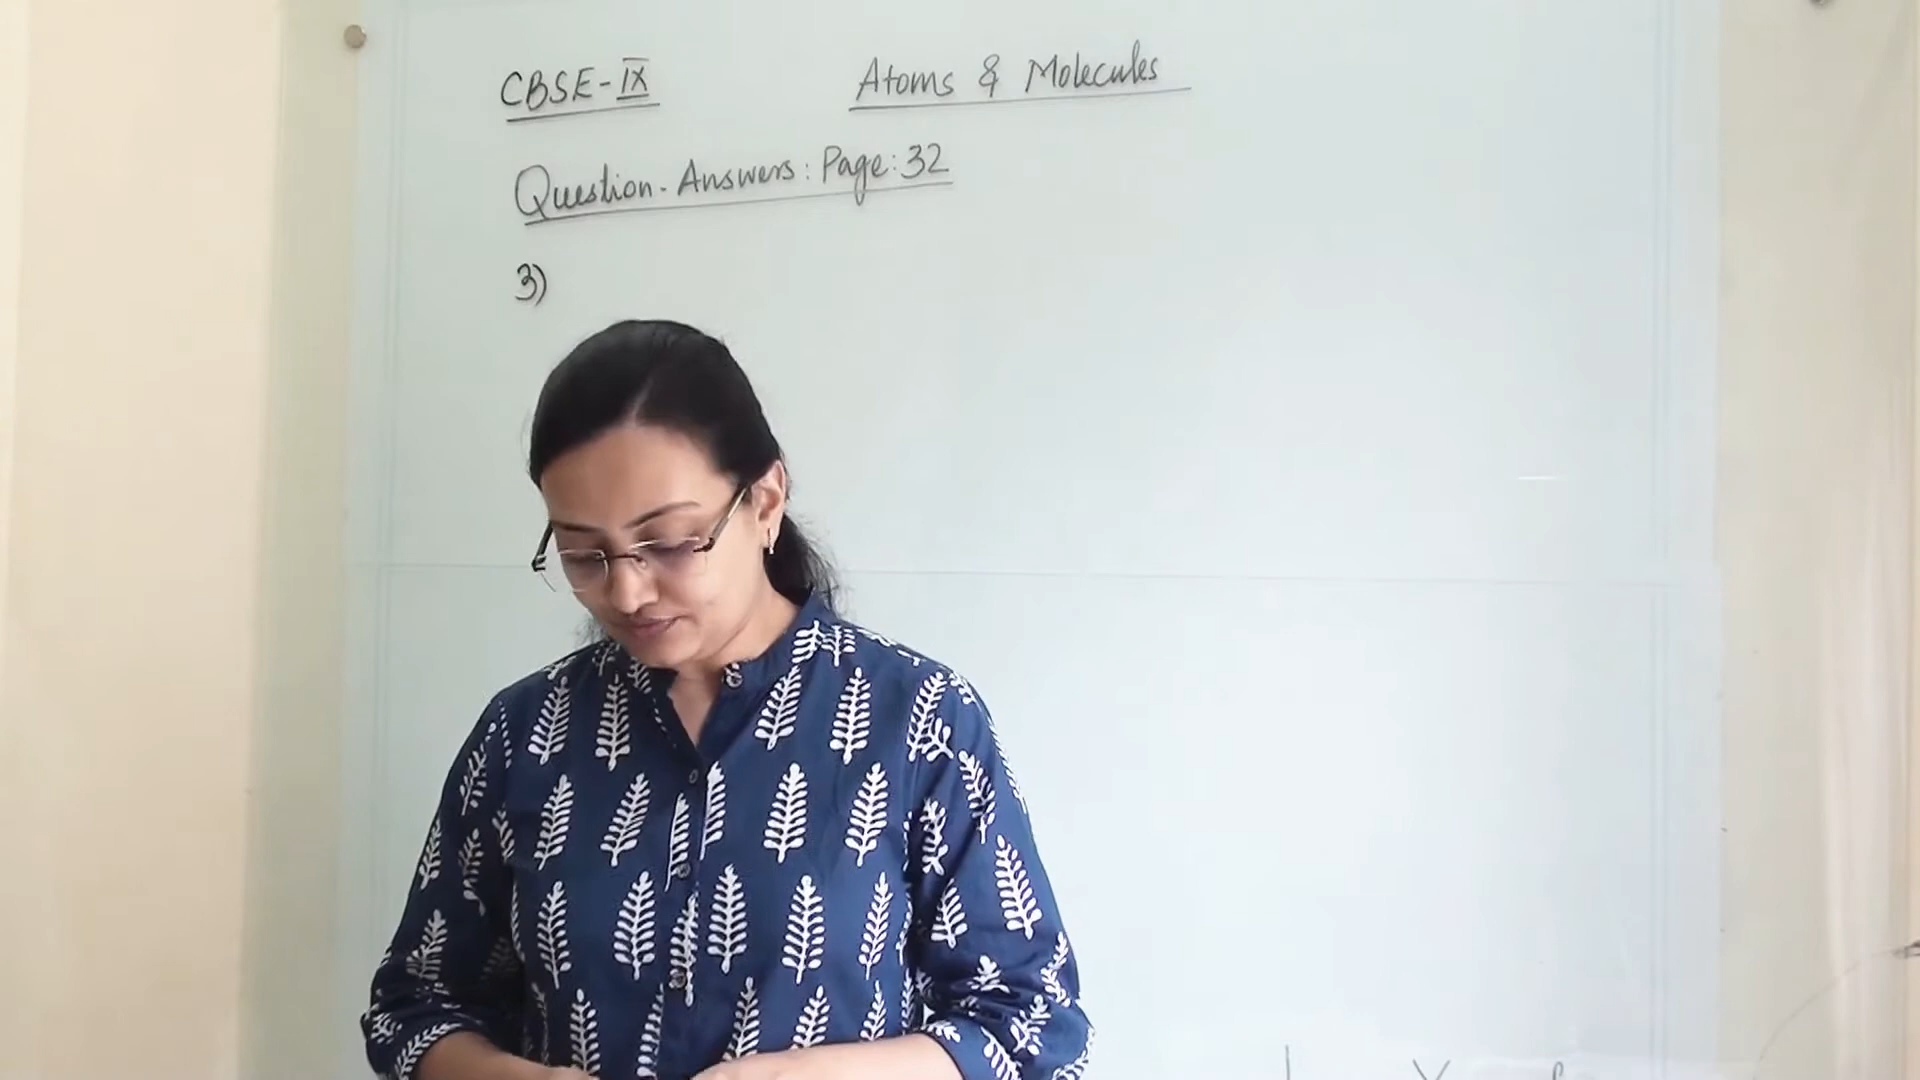 CBSE-IX
Atoms & Molecules
Question-Answers: Page: 32
3)